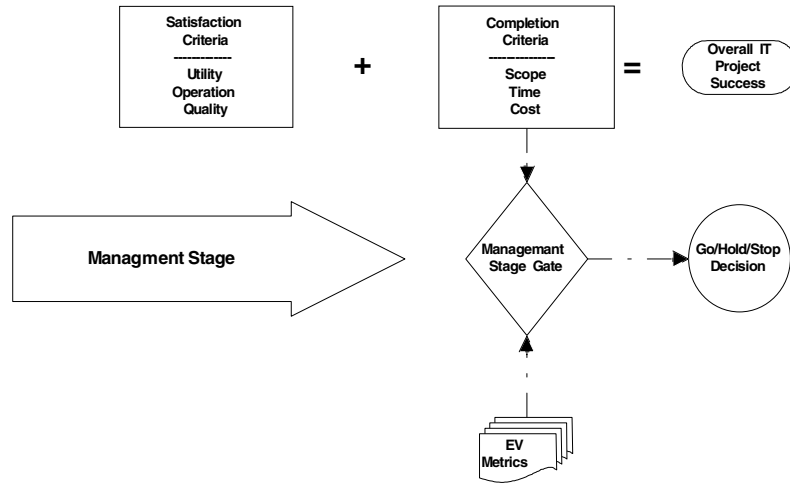 Satisfaction
Criteria
-------------
Utility
Operation
Quality
+
Completion
Criteria
---------------
Scope
Time
Cost
=
Overall IT
Project
Success
Managment Stage
Managemant
Stage Gate
Go/Hold/Stop
Decision
EV
Metrics